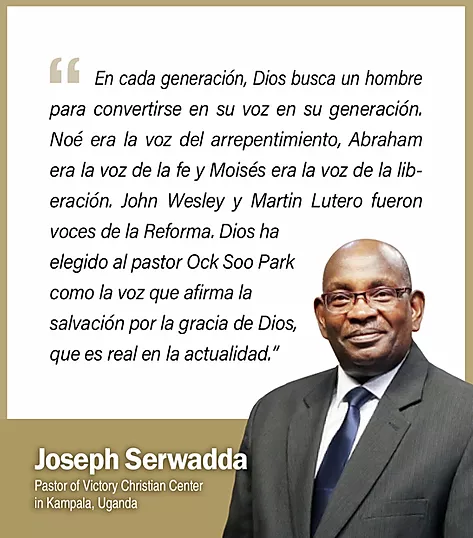 “ En cada generación, Dios busca un hombre
para convertirse en su voz en su generación.
Noé era la voz del arrepentimiento, Abraham
era la voz de la fe y Moisés era la voz de la lib-
eración. John Wesley y Martin Lutero fueron
voces de la Reforma. Dios ha
elegido al pastor Ock Soo Park
como la voz que afirma la
salvación por la gracia de Dios,
que es real en la actualidad.“
Joseph Serwadda
Pastor of Victory Christian Center
in Kampala, Uganda